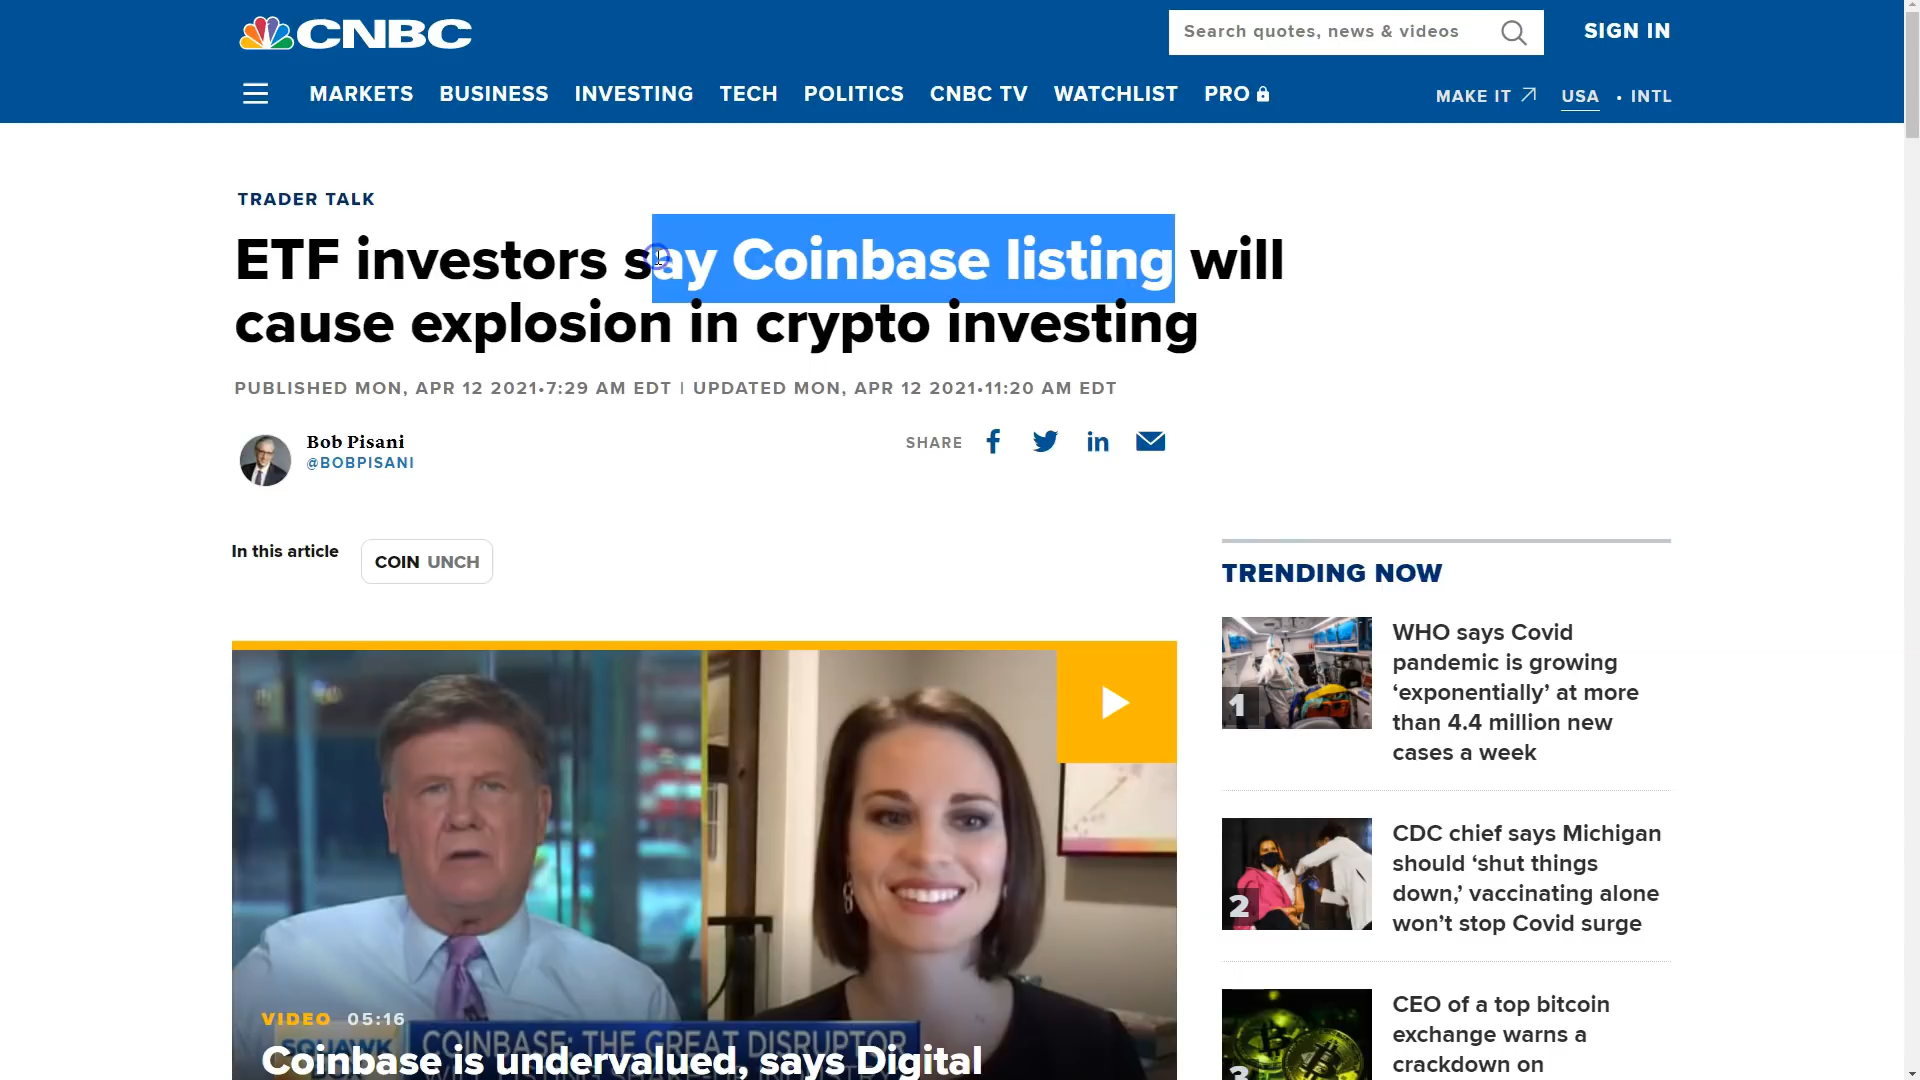 CNBC
Search quotes, news & videos
SIGN IN
MARKETS BUSINESS INVESTING TECH POLITICS CNBC TV WATCHLIST PRO
MAKE IT USA • INTL
TRADER TALK
ETF investors say Coinbase listing will
cause explosion in crypto investing
PUBLISHED MON, APR 12 2021•7:29 AM EDT | UPDATED MON, APR 12 2021•11:20 AM EDT
Bob Pisani
@BOBPISANI
SHARE
In this article
COIN UNCH
VIDEO 05:16
SQUAWK
COINBASE: THE GREAT DISRUPTOR
Coinbase is undervalued, says Digital
TRENDING NOW
1
WHO says Covid
pandemic is growing
‘exponentially’ at more
than 4.4 million new
cases a week
2
CDC chief says Michigan
should ‘shut things
down,’ vaccinating alone
won’t stop Covid surge
3
CEO of a top bitcoin
exchange warns a
crackdown on